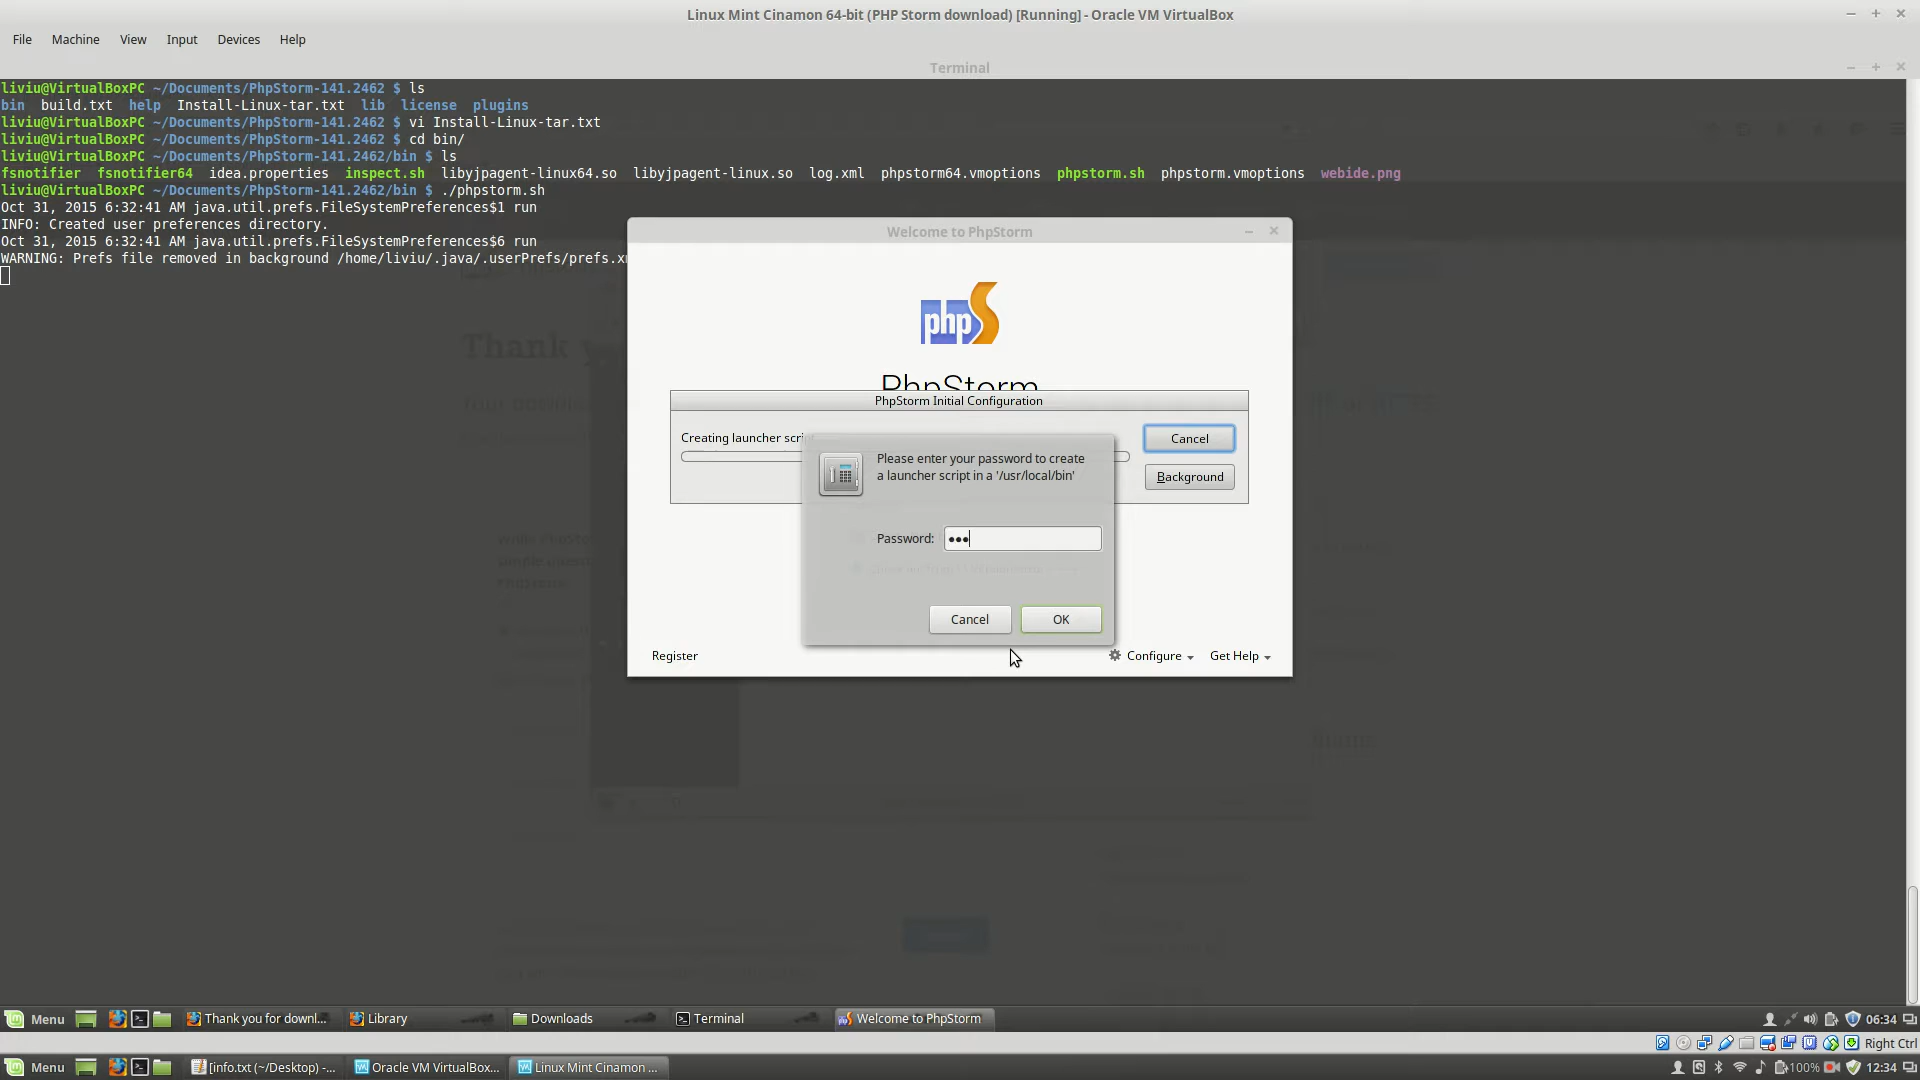 Linux Mint Cinamon 64-bit (PHP Storm download) [Running] - Oracle VM VirtualBox
File Machine View Input Devices Help
Terminal
liviu@VirtualBoxPC ~/Documents/PhpStorm-141.2462 $ ls
bin build.txt help Install-Linux-tar.txt lib license plugins
liviu@VirtualBoxPC ~/Documents/PhpStorm-141.2462 $ vi Install-Linux-tar.txt
liviu@VirtualBoxPC ~/Documents/PhpStorm-141.2462 $ cd bin/
liviu@VirtualBoxPC ~/Documents/PhpStorm-141.2462/bin $ ls
fsnotifier fsnotifier64 idea.properties inspect.sh libyjpagent-linux64.so libyjpagent-linux.so log.xml phpstorm64.vmoptions phpstorm.sh phpstorm.vmoptions webide.png
liviu@VirtualBoxPC ~/Documents/PhpStorm-141.2462/bin $ ./phpstorm.sh
Oct 31, 2015 6:32:41 AM java.util.prefs.FileSystemPreferences$1 run
INFO: Created user preferences directory.
Oct 31, 2015 6:32:41 AM java.util.prefs.FileSystemPreferences$6 run
WARNING: Prefs file removed in background /home/liviu/.java/.userPrefs/prefs.x
Welcome to PhpStorm
phpS
PhpStorm
PhpStorm Initial Configuration
Creating launcher scri
Cancel
Background
Please enter your password to create
a launcher script in a '/usr/local/bin'
Password: •••
Cancel OK
Register Configure Get Help
Thank
Menu Thank you for downl... Library Downloads Terminal Welcome to PhpStorm 06:34
Right Ctrl
Menu [info.txt (~/Desktop) -... Oracle VM VirtualBox... Linux Mint Cinamon ... 100% 12:34